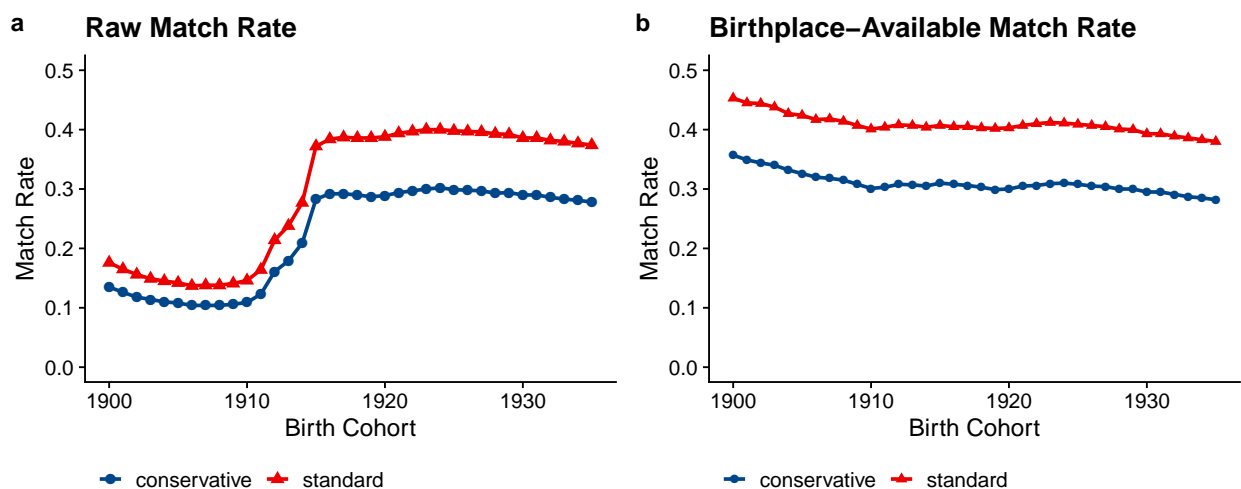 a Raw Match Rate
0.5
0.4
0.3
0.2
0.1
0.0
Match Rate
1900 1910 1920 1930
Birth Cohort
conservative standard
b Birthplace−Available Match Rate
0.5
0.4
0.3
0.2
0.1
0.0
Match Rate
1900 1910 1920 1930
Birth Cohort
conservative standard